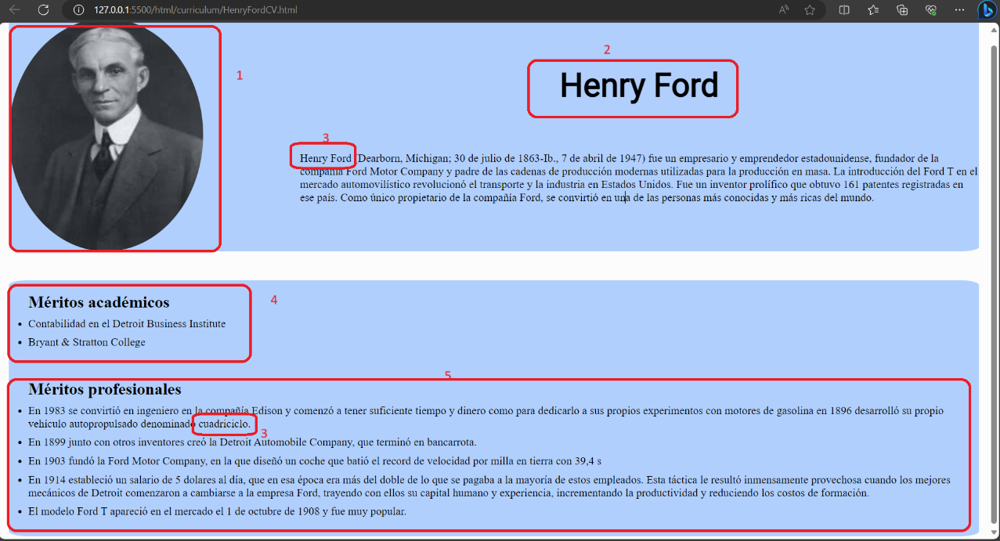 127.0.0.1:5500/html/curriculum/HenryFordCV.html
1
2
Henry Ford
3
Henry Ford (Dearborn, Míchigan; 30 de julio de 1863-Ib., 7 de abril de 1947) fue un empresario y emprendedor estadounidense, fundador de la
compañía Ford Motor Company y padre de las cadenas de producción modernas utilizadas para la producción en masa. La introducción del Ford T en el
mercado automovilístico revolucionó el transporte y la industria en Estados Unidos. Fue un inventor prolífico que obtuvo 161 patentes registradas en
ese país. Como único propietario de la compañía Ford, se convirtió en una de las personas más conocidas y más ricas del mundo.
Méritos académicos
4
• Contabilidad en el Detroit Business Institute
• Bryant & Stratton College
5
Méritos profesionales
• En 1983 se convirtió en ingeniero en la compañía Edison y comenzó a tener suficiente tiempo y dinero como para dedicarlo a sus propios experimentos con motores de gasolina en 1896 desarrolló su propio
vehículo autopropulsado denominado cuadriciclo.
3
• En 1899 junto con otros inventores creó la Detroit Automobile Company, que terminó en bancarrota.
• En 1903 fundó la Ford Motor Company, en la que diseñó un coche que batió el record de velocidad por milla en tierra con 39,4 s
• En 1914 estableció un salario de 5 dolares al día, que en esa época era más del doble de lo que se pagaba a la mayoría de estos empleados. Esta táctica le resultó inmensamente provechosa cuando los mejores
mecánicos de Detroit comenzaron a cambiarse a la empresa Ford, trayendo con ellos su capital humano y experiencia, incrementando la productividad y reduciendo los costos de formación.
• El modelo Ford T apareció en el mercado el 1 de octubre de 1908 y fue muy popular.